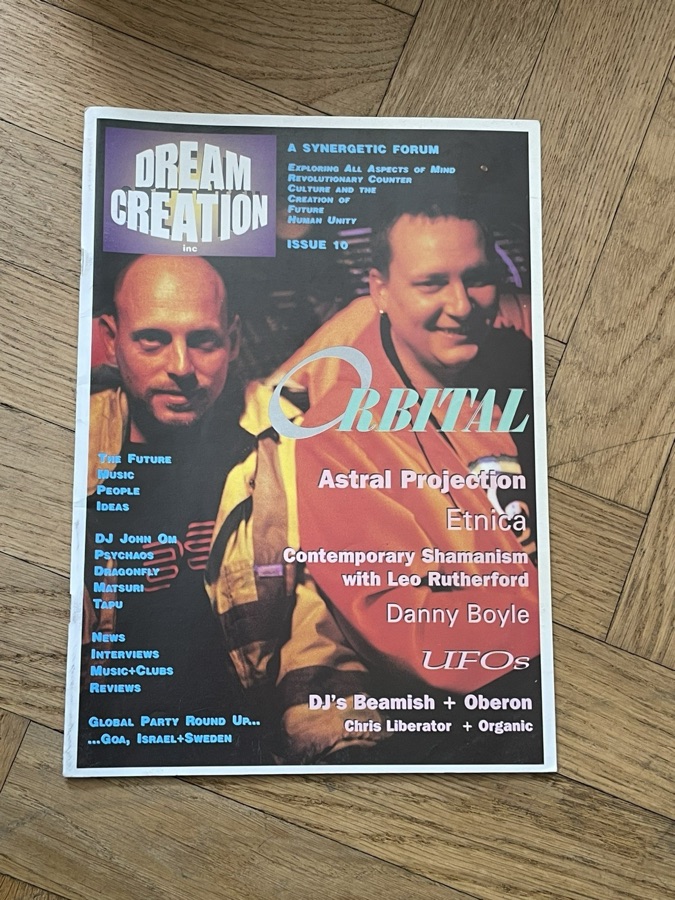 DREAM
CREATION
inc
A SYNERGETIC FORUM
EXPLORING ALL ASPECTS OF MIND
REVOLUTIONARY COUNTER
CULTURE AND THE
CREATION OF
FUTURE
HUMAN UNITY
ISSUE 10
ORBITAL
THE FUTURE
MUSIC
PEOPLE
IDEAS
DJ JOHN OM
PSYCHAOS
DRAGONFLY
MATSURI
TAPU
NEWS
INTERVIEWS
MUSIC+CLUBS
REVIEWS
GLOBAL PARTY ROUND UP...
...GOA, ISRAEL+SWEDEN
Astral Projection
Etnica
Contemporary Shamanism
with Leo Rutherford
Danny Boyle
UFOs
DJ's Beamish + Oberon
Chris Liberator + Organic